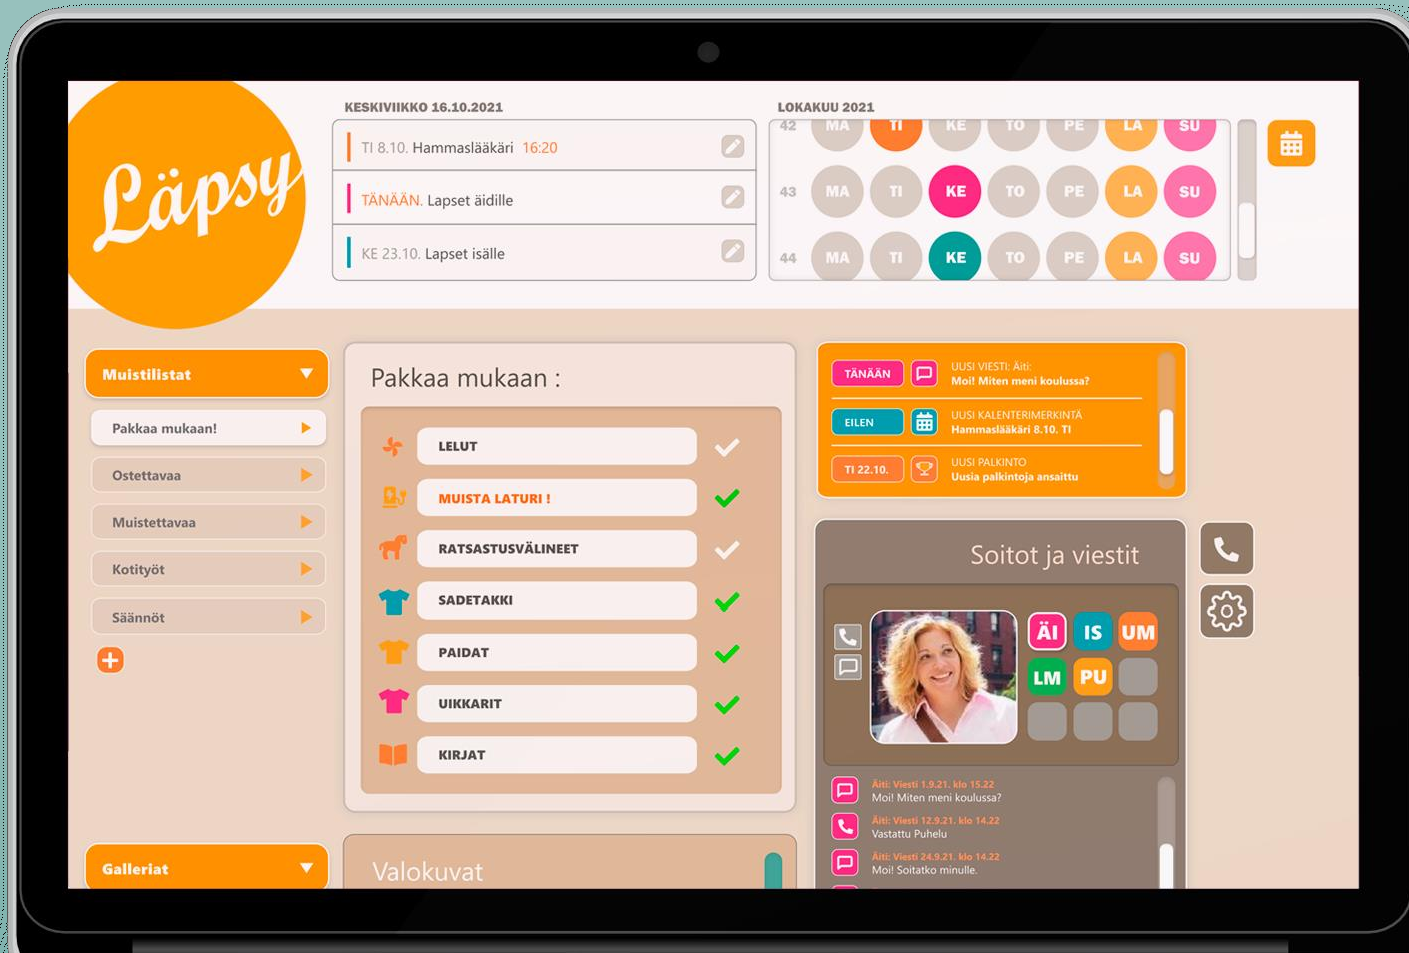 Läpsy
KESKIVIIKKO 16.10.2021
TI 8.10. Hammaslääkäri 16:20
TÄNÄÄN. Lapset äidille
KE 23.10. Lapset isälle
LOKAKUU 2021
42 MA TI KE TO PE LA SU
43 MA TI KE TO PE LA SU
44 MA TI KE TO PE LA SU
Muistilistat
Pakkaa mukaan!
Ostettavaa
Muistettavaa
Kotityöt
Säännöt
Galleriat
Pakkaa mukaan :
LELUT
MUISTA LATURI !
RATSASTUSVÄLINEET
SADETAKKI
PAIDAT
UIKKARIT
KIRJAT
Valokuvat
TÄNÄÄN
UUSI VIESTI: Äiti:
Moi! Miten meni koulussa?
EILEN
UUSI KALENTERIMERKINTÄ
Hammaslääkäri 8.10. TI
TI 22.10.
UUSI PALKINTO
Uusia palkintoja ansaittu
Soitot ja viestit
ÄI IS UM
LM PU
Äiti: Viesti 1.9.21. klo 15.22
Moi! Miten meni koulussa?
Äiti: Viesti 12.9.21. klo 14.22
Vastattu Puhelu
Äiti: Viesti 24.9.21. klo 14.22
Moi! Soitatko minulle.